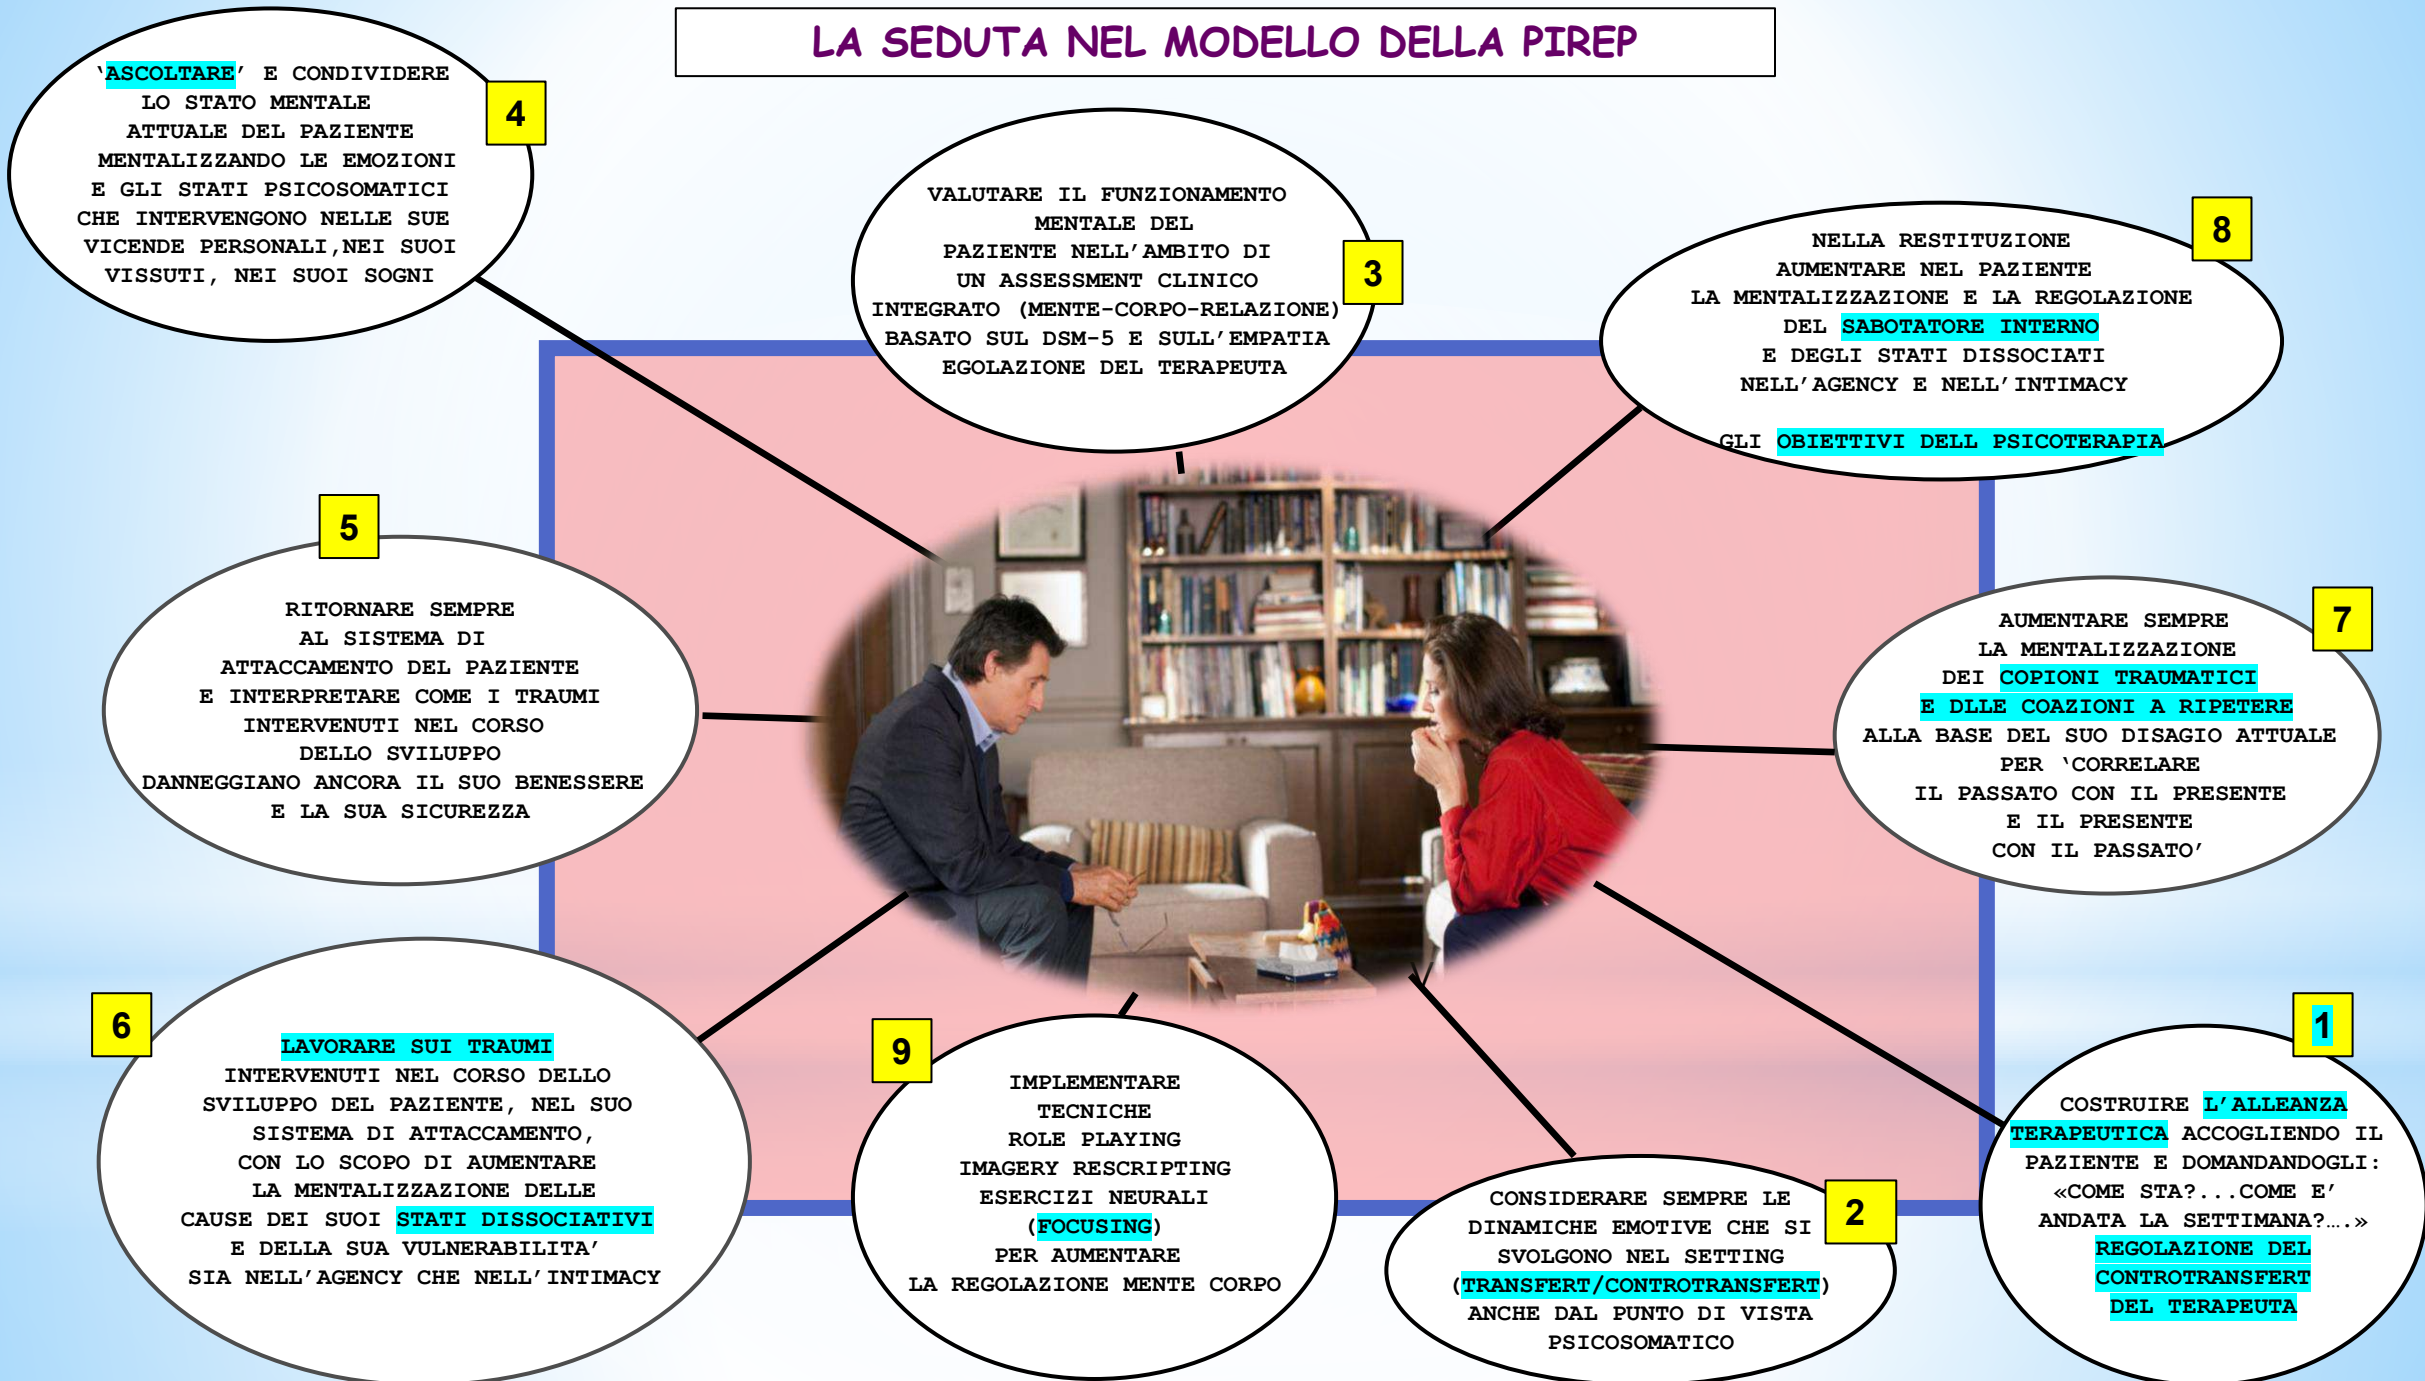 LA SEDUTA NEL MODELLO DELLA PIREP
1
COSTRUIRE L'ALLEANZA
TERAPEUTICA ACCOGLIENDO IL
PAZIENTE E DOMANDANDOGLI:
«COME STA?...COME E'
ANDATA LA SETTIMANA?….»
REGOLAZIONE DEL
CONTROTRANSFERT
DEL TERAPEUTA
2
CONSIDERARE SEMPRE LE
DINAMICHE EMOTIVE CHE SI
SVOLGONO NEL SETTING
(TRANSFERT/CONTROTRANSFERT)
ANCHE DAL PUNTO DI VISTA
PSICOSOMATICO
3
VALUTARE IL FUNZIONAMENTO
MENTALE DEL
PAZIENTE NELL'AMBITO DI
UN ASSESSMENT CLINICO
INTEGRATO (MENTE-CORPO-RELAZIONE)
BASATO SUL DSM-5 E SULL'EMPATIA
EGOLAZIONE DEL TERAPEUTA
4
‘ASCOLTARE’ E CONDIVIDERE
LO STATO MENTALE
ATTUALE DEL PAZIENTE
MENTALIZZANDO LE EMOZIONI
E GLI STATI PSICOSOMATICI
CHE INTERVENGONO NELLE SUE
VICENDE PERSONALI,NEI SUOI
VISSUTI, NEI SUOI SOGNI
5
RITORNARE SEMPRE
AL SISTEMA DI
ATTACCAMENTO DEL PAZIENTE
E INTERPRETARE COME I TRAUMI
INTERVENUTI NEL CORSO
DELLO SVILUPPO
DANNEGGIANO ANCORA IL SUO BENESSERE
E LA SUA SICUREZZA
6
LAVORARE SUI TRAUMI
INTERVENUTI NEL CORSO DELLO
SVILUPPO DEL PAZIENTE, NEL SUO
SISTEMA DI ATTACCAMENTO,
CON LO SCOPO DI AUMENTARE
LA MENTALIZZAZIONE DELLE
CAUSE DEI SUOI STATI DISSOCIATIVI
E DELLA SUA VULNERABILITA’
SIA NELL’AGENCY CHE NELL’INTIMACY
7
AUMENTARE SEMPRE
LA MENTALIZZAZIONE
DEI COPIONI TRAUMATICI
E DLLE COAZIONI A RIPETERE
ALLA BASE DEL SUO DISAGIO ATTUALE
PER ‘CORRELARE
IL PASSATO CON IL PRESENTE
E IL PRESENTE
CON IL PASSATO’
8
NELLA RESTITUZIONE
AUMENTARE NEL PAZIENTE
LA MENTALIZZAZIONE E LA REGOLAZIONE
DEL SABOTATORE INTERNO
E DEGLI STATI DISSOCIATI
NELL’AGENCY E NELL’INTIMACY
GLI OBIETTIVI DELL PSICOTERAPIA
9
IMPLEMENTARE
TECNICHE
ROLE PLAYING
IMAGERY RESCRIPTING
ESERCIZI NEURALI
(FOCUSING)
PER AUMENTARE
LA REGOLAZIONE MENTE CORPO